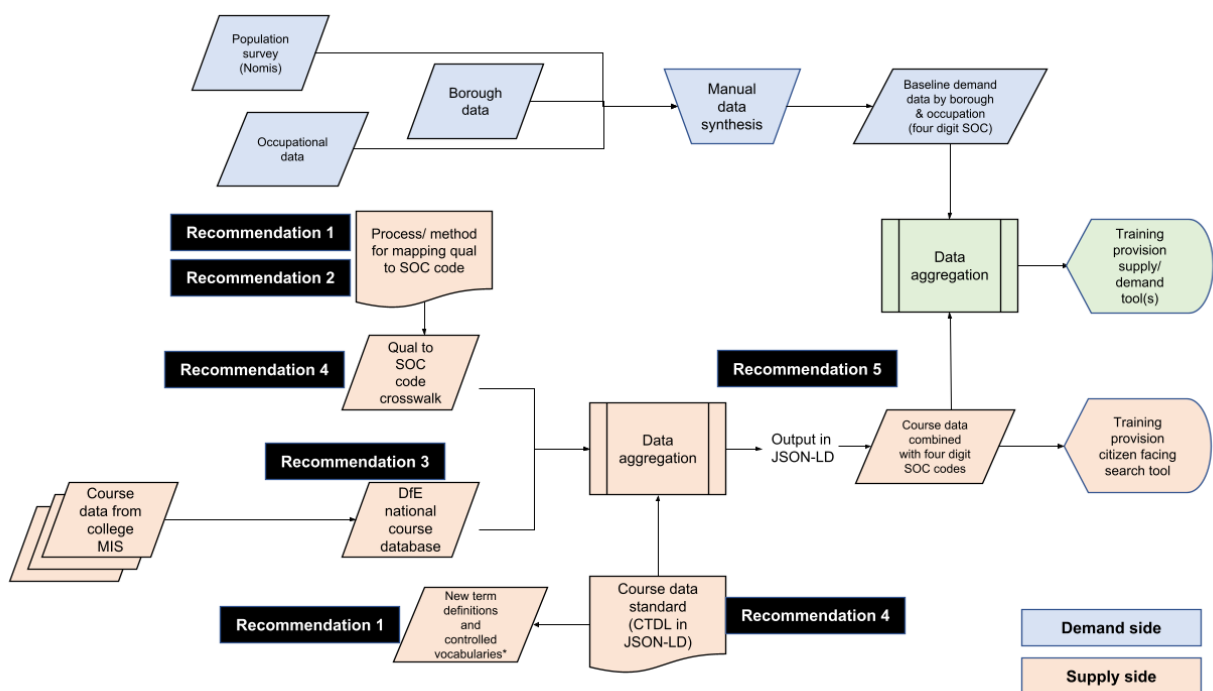 Population
survey
(Nomis)
Borough
data
Occupational
data
Manual
data
synthesis
Baseline demand
data by borough
& occupation
(four digit SOC)
Recommendation 1
Recommendation 2
Process/ method
for mapping qual
to SOC code
Data
aggregation
Training
provision
supply/
demand
tool(s)
Recommendation 4
Qual to
SOC
code
crosswalk
Recommendation 5
Recommendation 3
Data
aggregation
Output in
JSON-LD
Course data
combined
with four digit
SOC codes
Training
provision
citizen facing
search tool
Course
data from
college
MIS
DfE
national
course
database
Recommendation 1
New term
definitions
and
controlled
vocabularies*
Course data
standard
(CTDL in
JSON-LD)
Recommendation 4
Demand side
Supply side